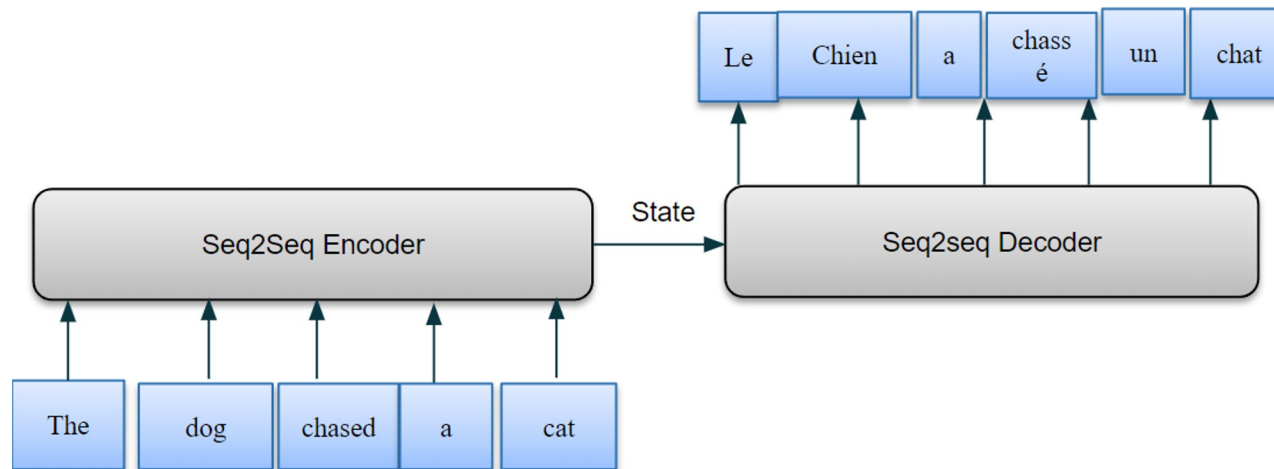 Le Chien a chass
é un chat
State
Seq2Seq Encoder
Seq2seq Decoder
The dog chased a cat